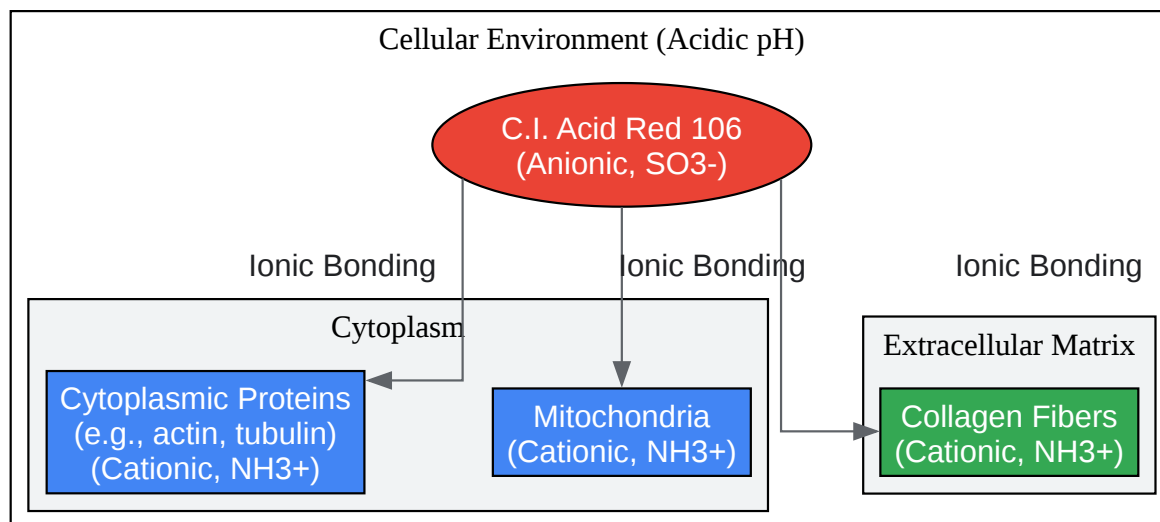 Cellular Environment (Acidic pH)
C.I. Acid Red 106
(Anionic, SO3-)
Ionic Bonding
Ionic Bonding
Ionic Bonding
Cytoplasm
Cytoplasmic Proteins
(e.g., actin, tubulin)
(Cationic, NH3+)
Mitochondria
(Cationic, NH3+)
Extracellular Matrix
Collagen Fibers
(Cationic, NH3+)